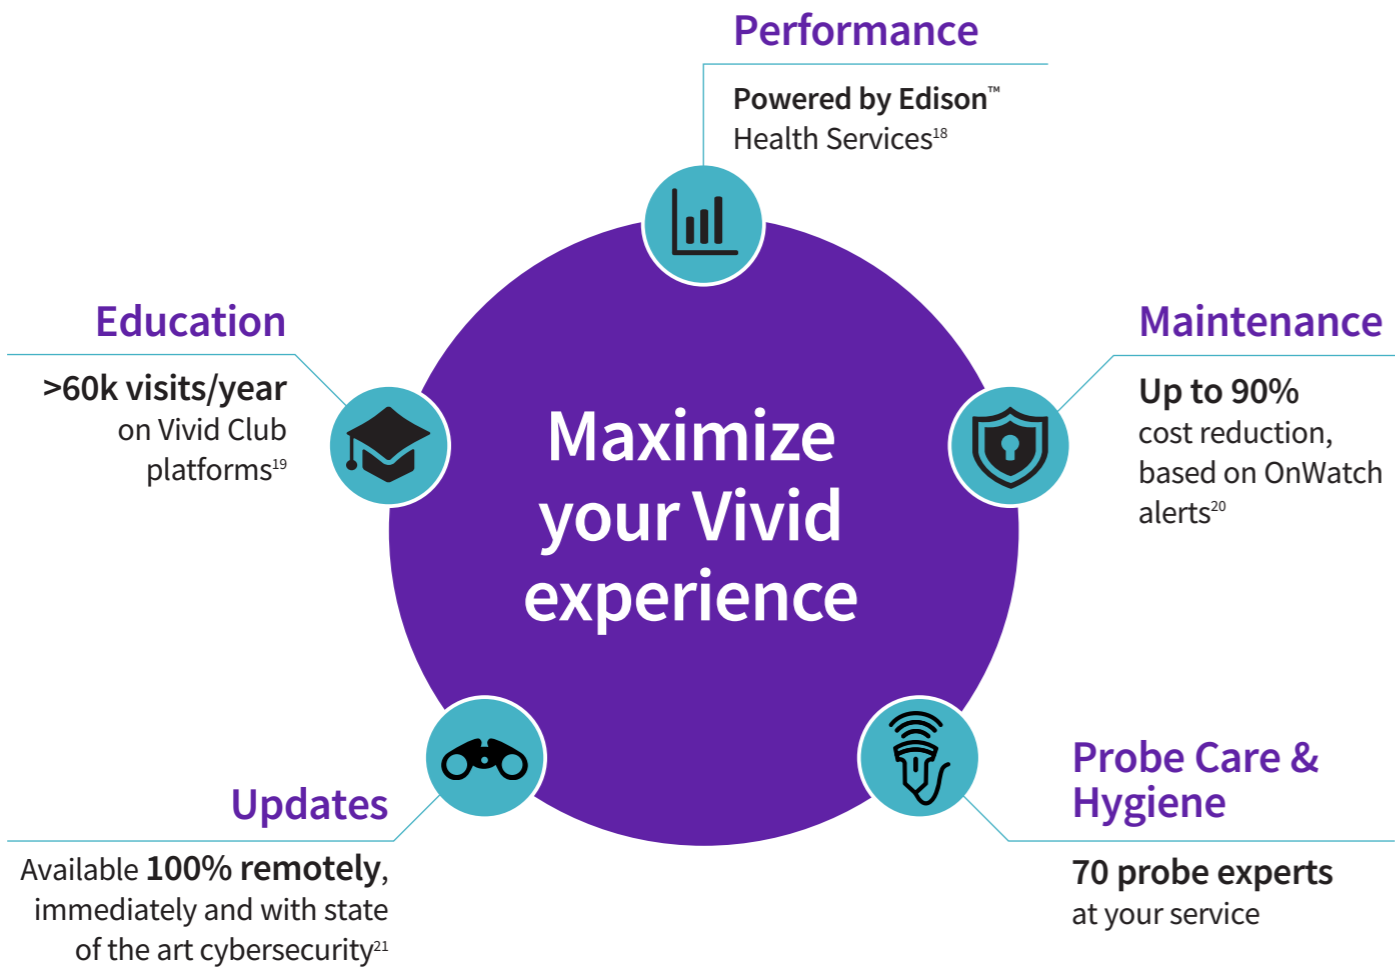 Performance
Powered by Edison™
Health Services18
Education
>60k visits/year
on Vivid Club
platforms19
Maintenance
Up to 90%
cost reduction,
based on OnWatch
alerts20
Maximize
your Vivid
experience
Updates
Available 100% remotely,
immediately and with state
of the art cybersecurity21
Probe Care &
Hygiene
70 probe experts
at your service